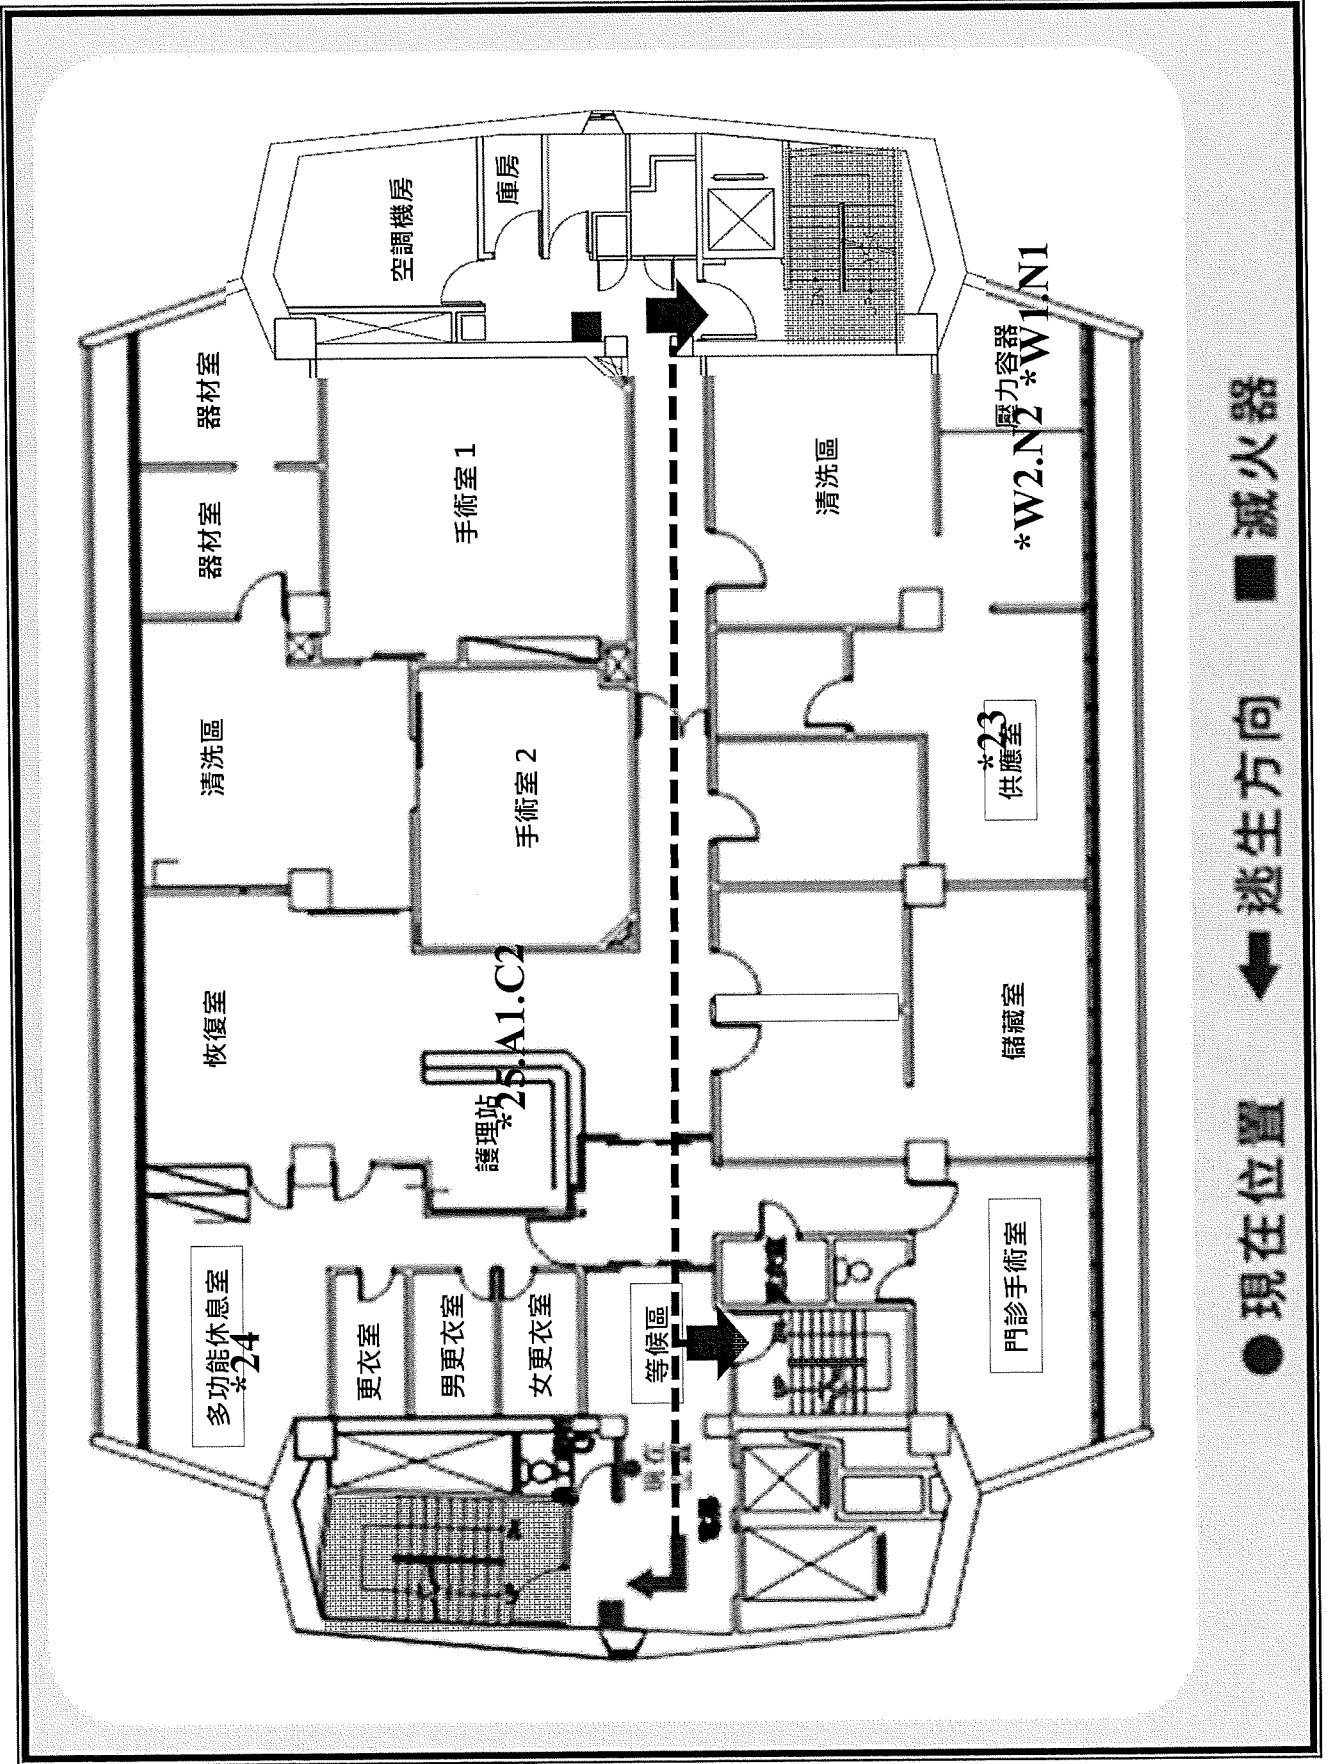 空調機房
庫房
器材室
器材室
手術室 1
清洗區
壓力容器
*W2.N2 *W1.N1
清洗區
手術室 2
*23
供應室
恢復室
*25.A1.C2
護理站
儲藏室
多功能休息室
*24
更衣室
男更衣室
女更衣室
等候區
門診手術室
現在
位置
●現在位置 逃生方向 ■滅火器